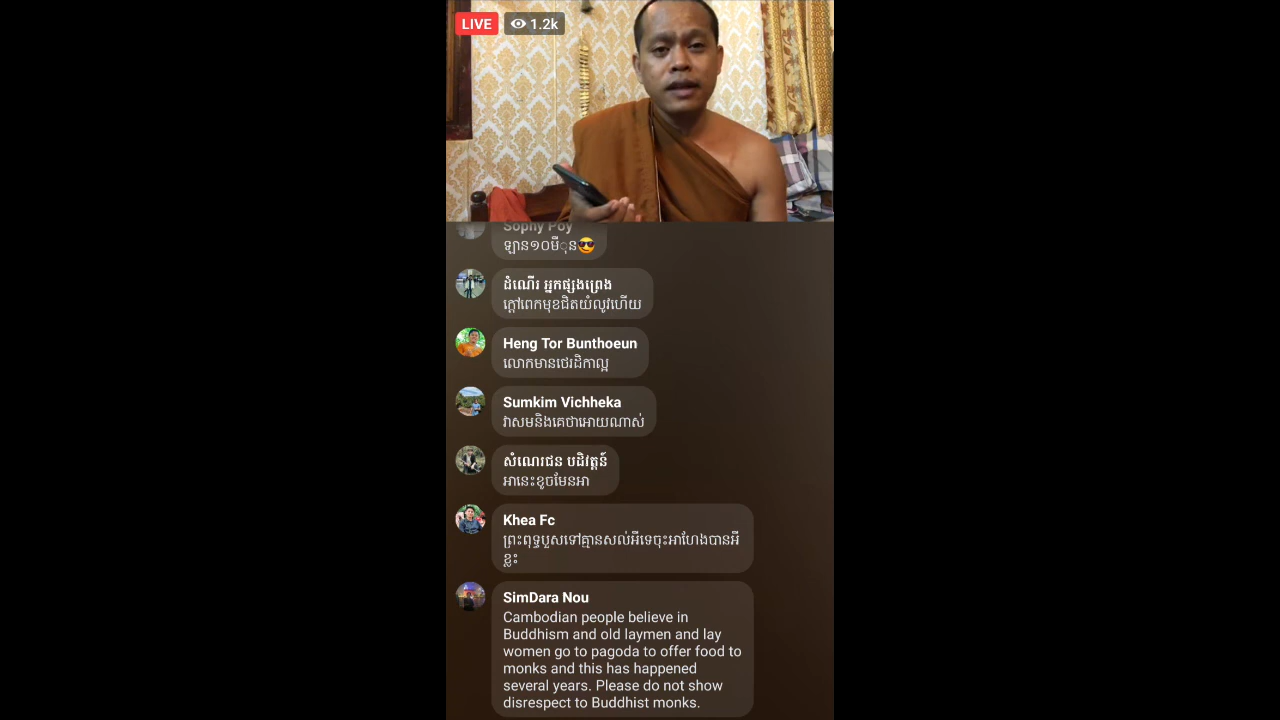 LIVE 1.2k
Sophy Poy
ឡាន១០មឺុន😎
ដំណើរ អ្នកផ្សងព្រេង
ក្ដៅពេកមុខជិតយំលូវហើយ
Heng Tor Bunthoeun
លោកមានថេរដិកាល្អ
Sumkim Vichheka
វាសមនិងគេថាអោយណាស់
សំណេរជន បដិវត្តន៍
អានេះខូចមែនអា
Khea Fc
ព្រះពុទ្ធបួសទៅគ្មានសល់អីទេចុះអាហែងបានអី
ខ្លះ
SimDara Nou
Cambodian people believe in
Buddhism and old laymen and lay
women go to pagoda to offer food to
monks and this has happened
several years. Please do not show
disrespect to Buddhist monks.